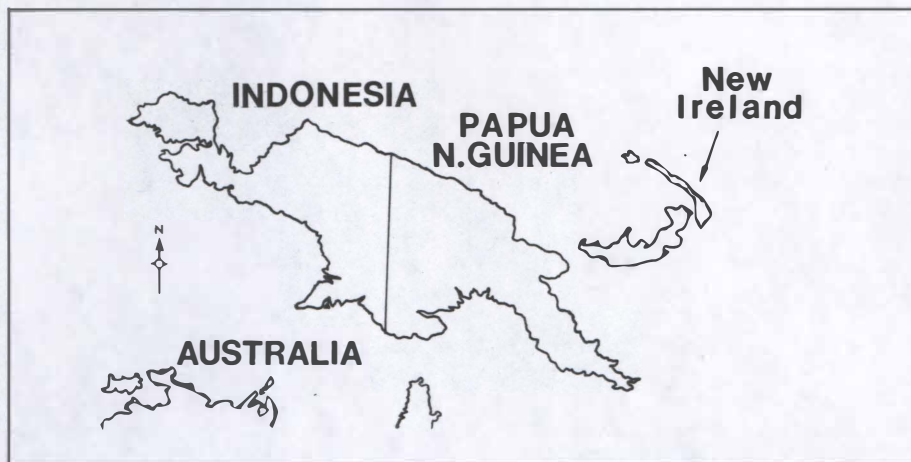 INDONESIA
PAPUA
N.GUINEA
New
Ireland
N
AUSTRALIA